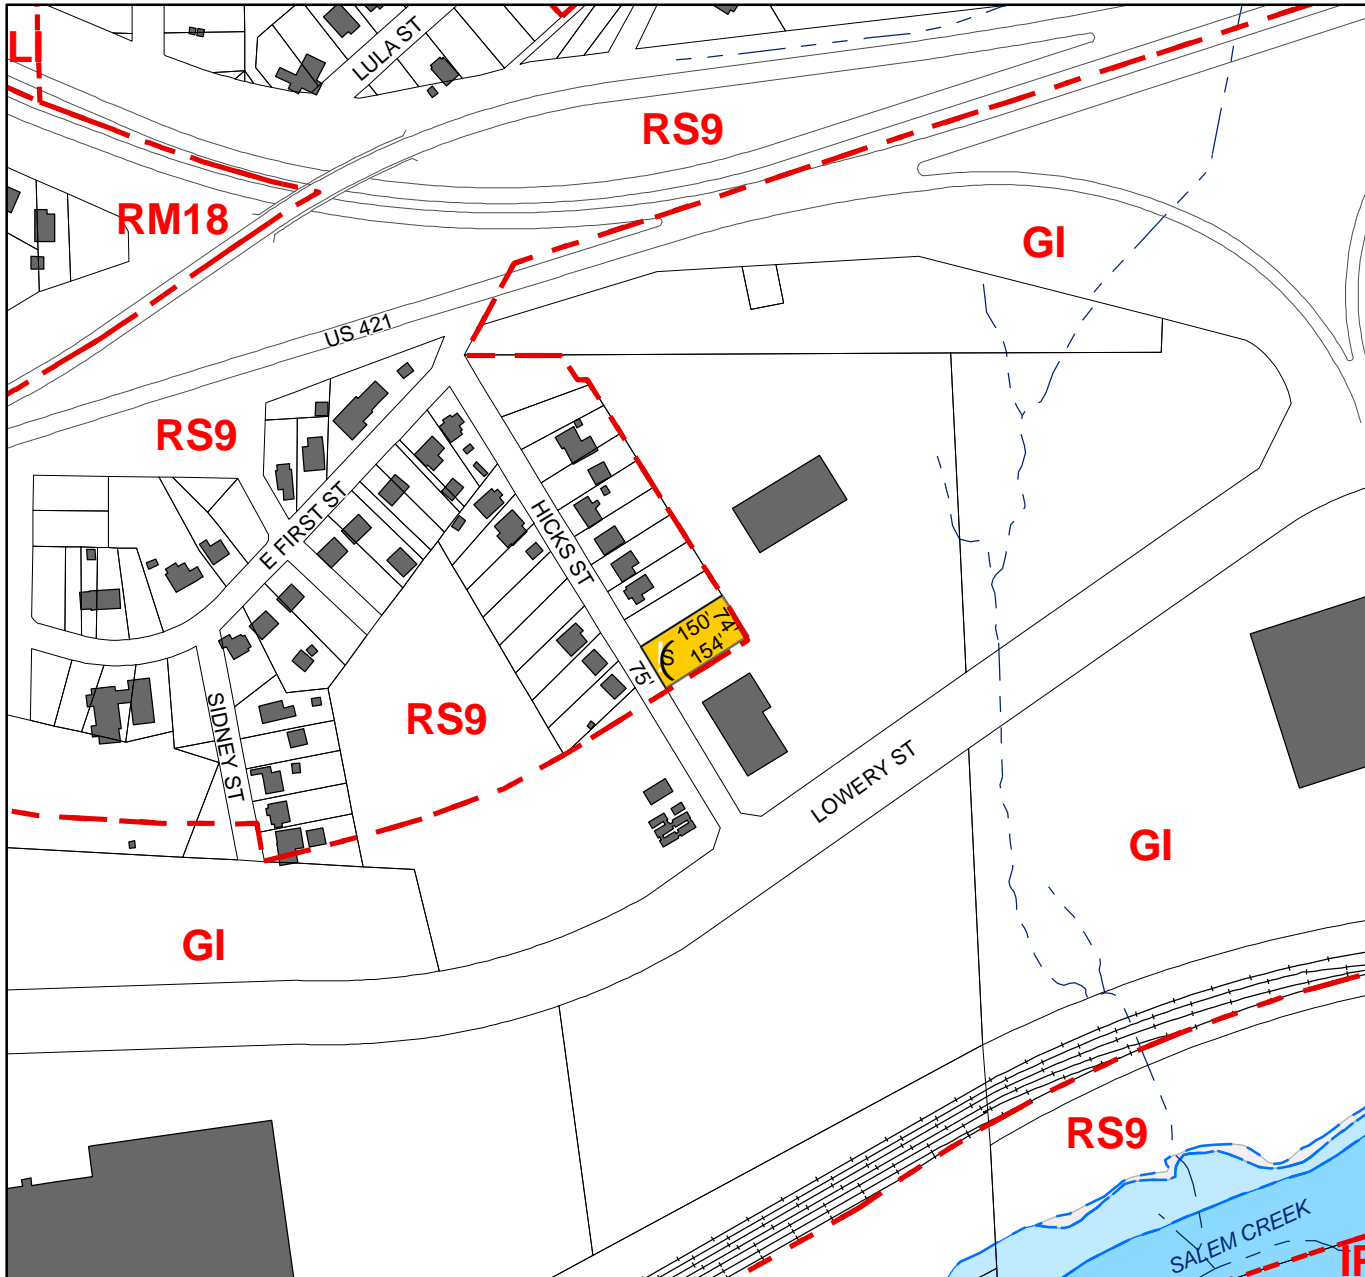 LI
LULA ST
RS9
RM18
GI
US 421
RS9
E FIRST ST
HICKS ST
150'
74'
154'
S
75'
RS9
SIDNEY ST
LOWERY ST
GI
GI
RS9
SALEM CREEK